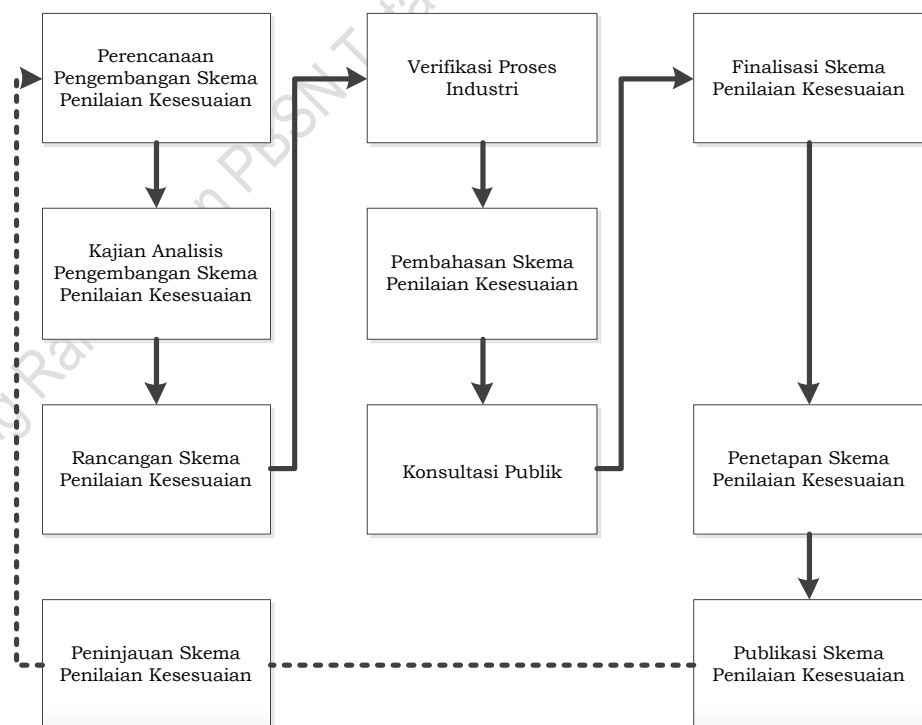 Perencanaan
Pengembangan Skema
Penilaian Kesesuaian
Kajian Analisis
Pengembangan Skema
Penilaian Kesesuaian
Rancangan Skema
Penilaian Kesesuaian
Verifikasi Proses
Industri
Pembahasan Skema
Penilaian Kesesuaian
Konsultasi Publik
Finalisasi Skema
Penilaian Kesesuaian
Penetapan Skema
Penilaian Kesesuaian
Publikasi Skema
Penilaian Kesesuaian
Peninjauan Skema
Penilaian Kesesuaian